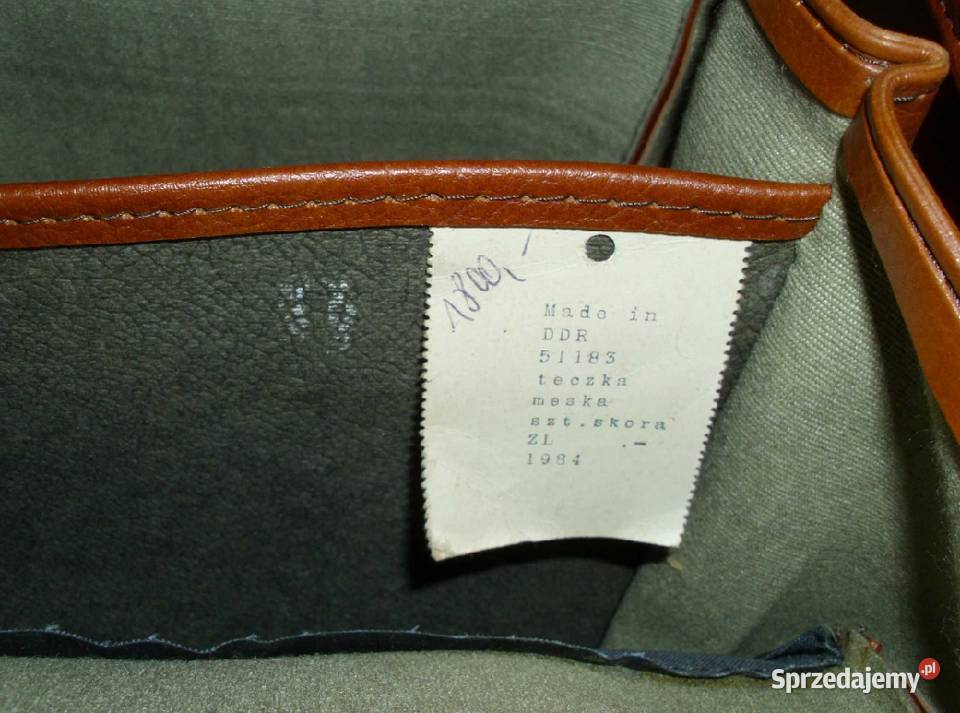 1800,-
Made in
DDR
51183
teczka
meska
szt.skora
ZL .-
1984
Sprzedajemy.pl